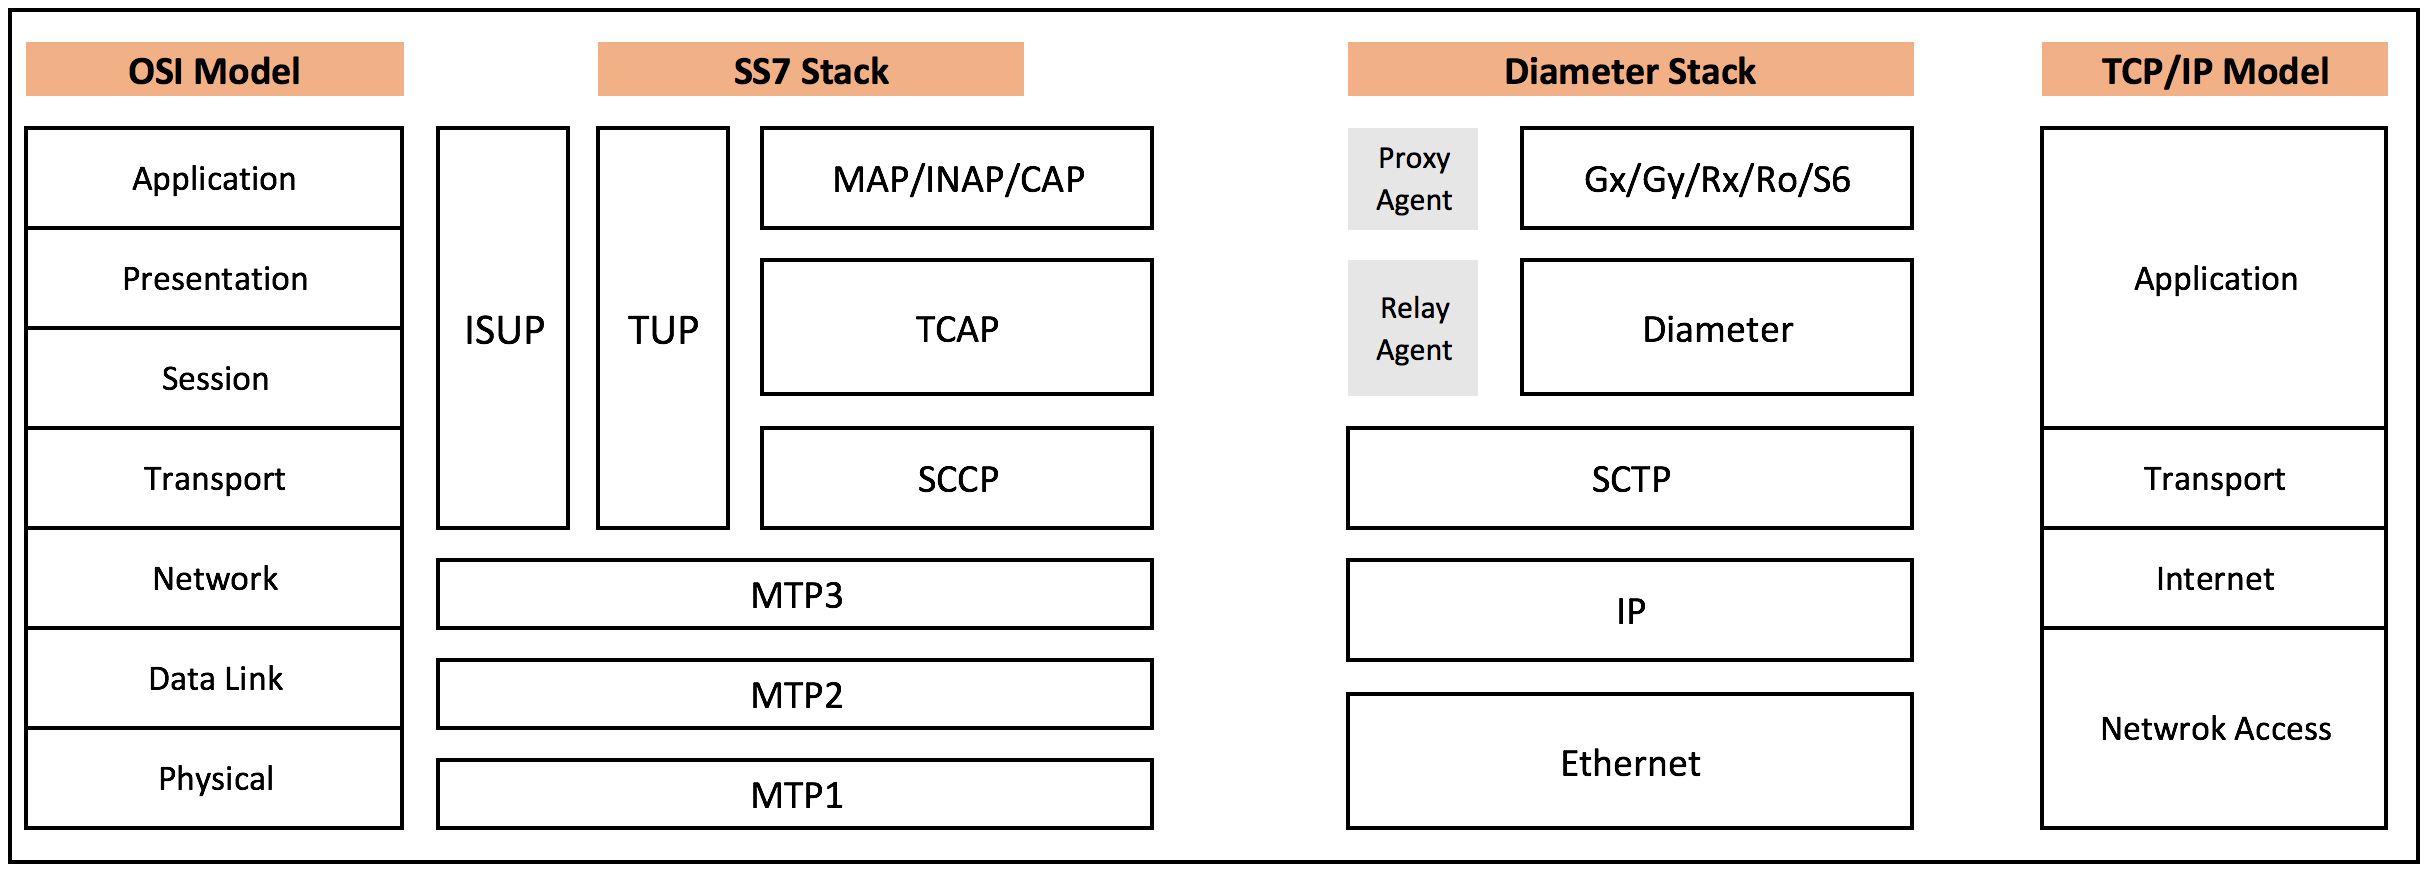 OSI Model
SS7 Stack
Diameter Stack
TCP/IP Model
Application
Presentation
Session
Transport
Network
Data Link
Physical
ISUP
TUP
MAP/INAP/CAP
TCAP
SCCP
MTP3
MTP2
MTP1
Proxy
Agent
Relay
Agent
Gx/Gy/Rx/Ro/S6
Diameter
SCTP
IP
Ethernet
Application
Transport
Internet
Netwrok Access